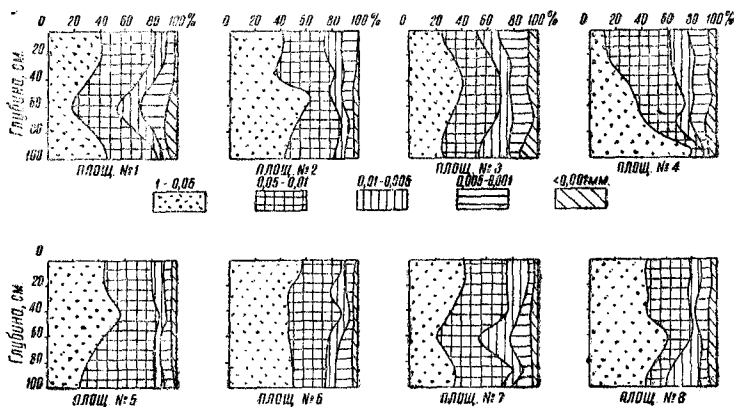 0 20 40 60 80 100%
0 20 40 60 80 100%
0 20 40 60 80 100%
0 20 40 60 80 100%
Глубина, см.
0
20
40
60
80
100
ПЛОЩ. №1
ПЛОЩ. №2
ПЛОЩ. №3
ПЛОЩ. №4
1-0,05
0,05-0,01
0,01-0,005
0,005-0,001
<0,001мм.
Глубина, см
0
20
40
60
80
100
ПЛОЩ. №5
ПЛОЩ. №6
ПЛОЩ. №7
ПЛОЩ. №8